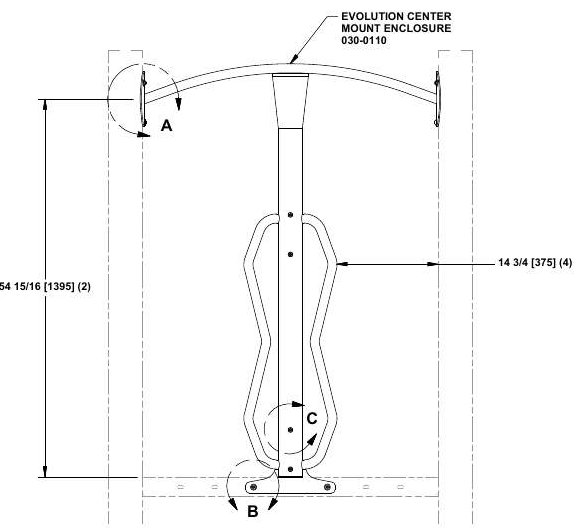 EVOLUTION CENTER
MOUNT ENCLOSURE
030-0110
A
14 3/4 [375] (4)
54 15/16 [1395] (2)
C
B